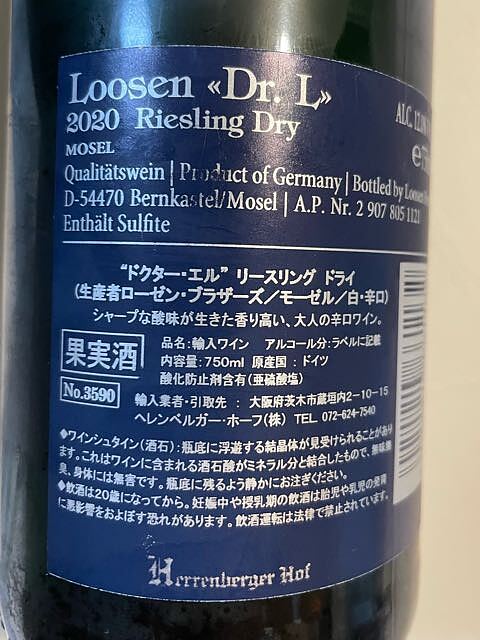 Loosen «Dr. L»
2020 Riesling Dry
MOSEL
ALC. 12.0%
e
Qualitätswein | Product of Germany | Bottled by Loosen
D-54470 Bernkastel/Mosel | A.P. Nr. 2 907 805 1121
Enthält Sulfite
“ドクター・エル” リースリング ドライ
(生産者ローゼン・ブラザーズ/モーゼル/白・辛口)
シャープな酸味が生きた香り高い、大人の辛口ワイン。
果実酒
No.3590
品名:輸入ワイン アルコール分:ラベルに記載
内容量:750ml 原産国:ドイツ
酸化防止剤含有(亜硫酸塩)
輸入業者・引取先 : 大阪府茨木市蔵垣内2-10-15
ヘレンベルガー・ホーフ(株) TEL 072-624-7540
◆ワインシュタイン(酒石):瓶底に浮遊する結晶体が見受けられることがあり
ます。これはワインに含まれる酒石酸がミネラル分と結合したもので、無味無
臭、身体には無害です。瓶底に残るよう静かにお注ぎください。
◆飲酒は20歳になってから。妊娠中や授乳期の飲酒は胎児や乳児の発育
に悪影響をおよぼす恐れがあります。飲酒運転は法律で禁止されています。
Herrenberger Hof